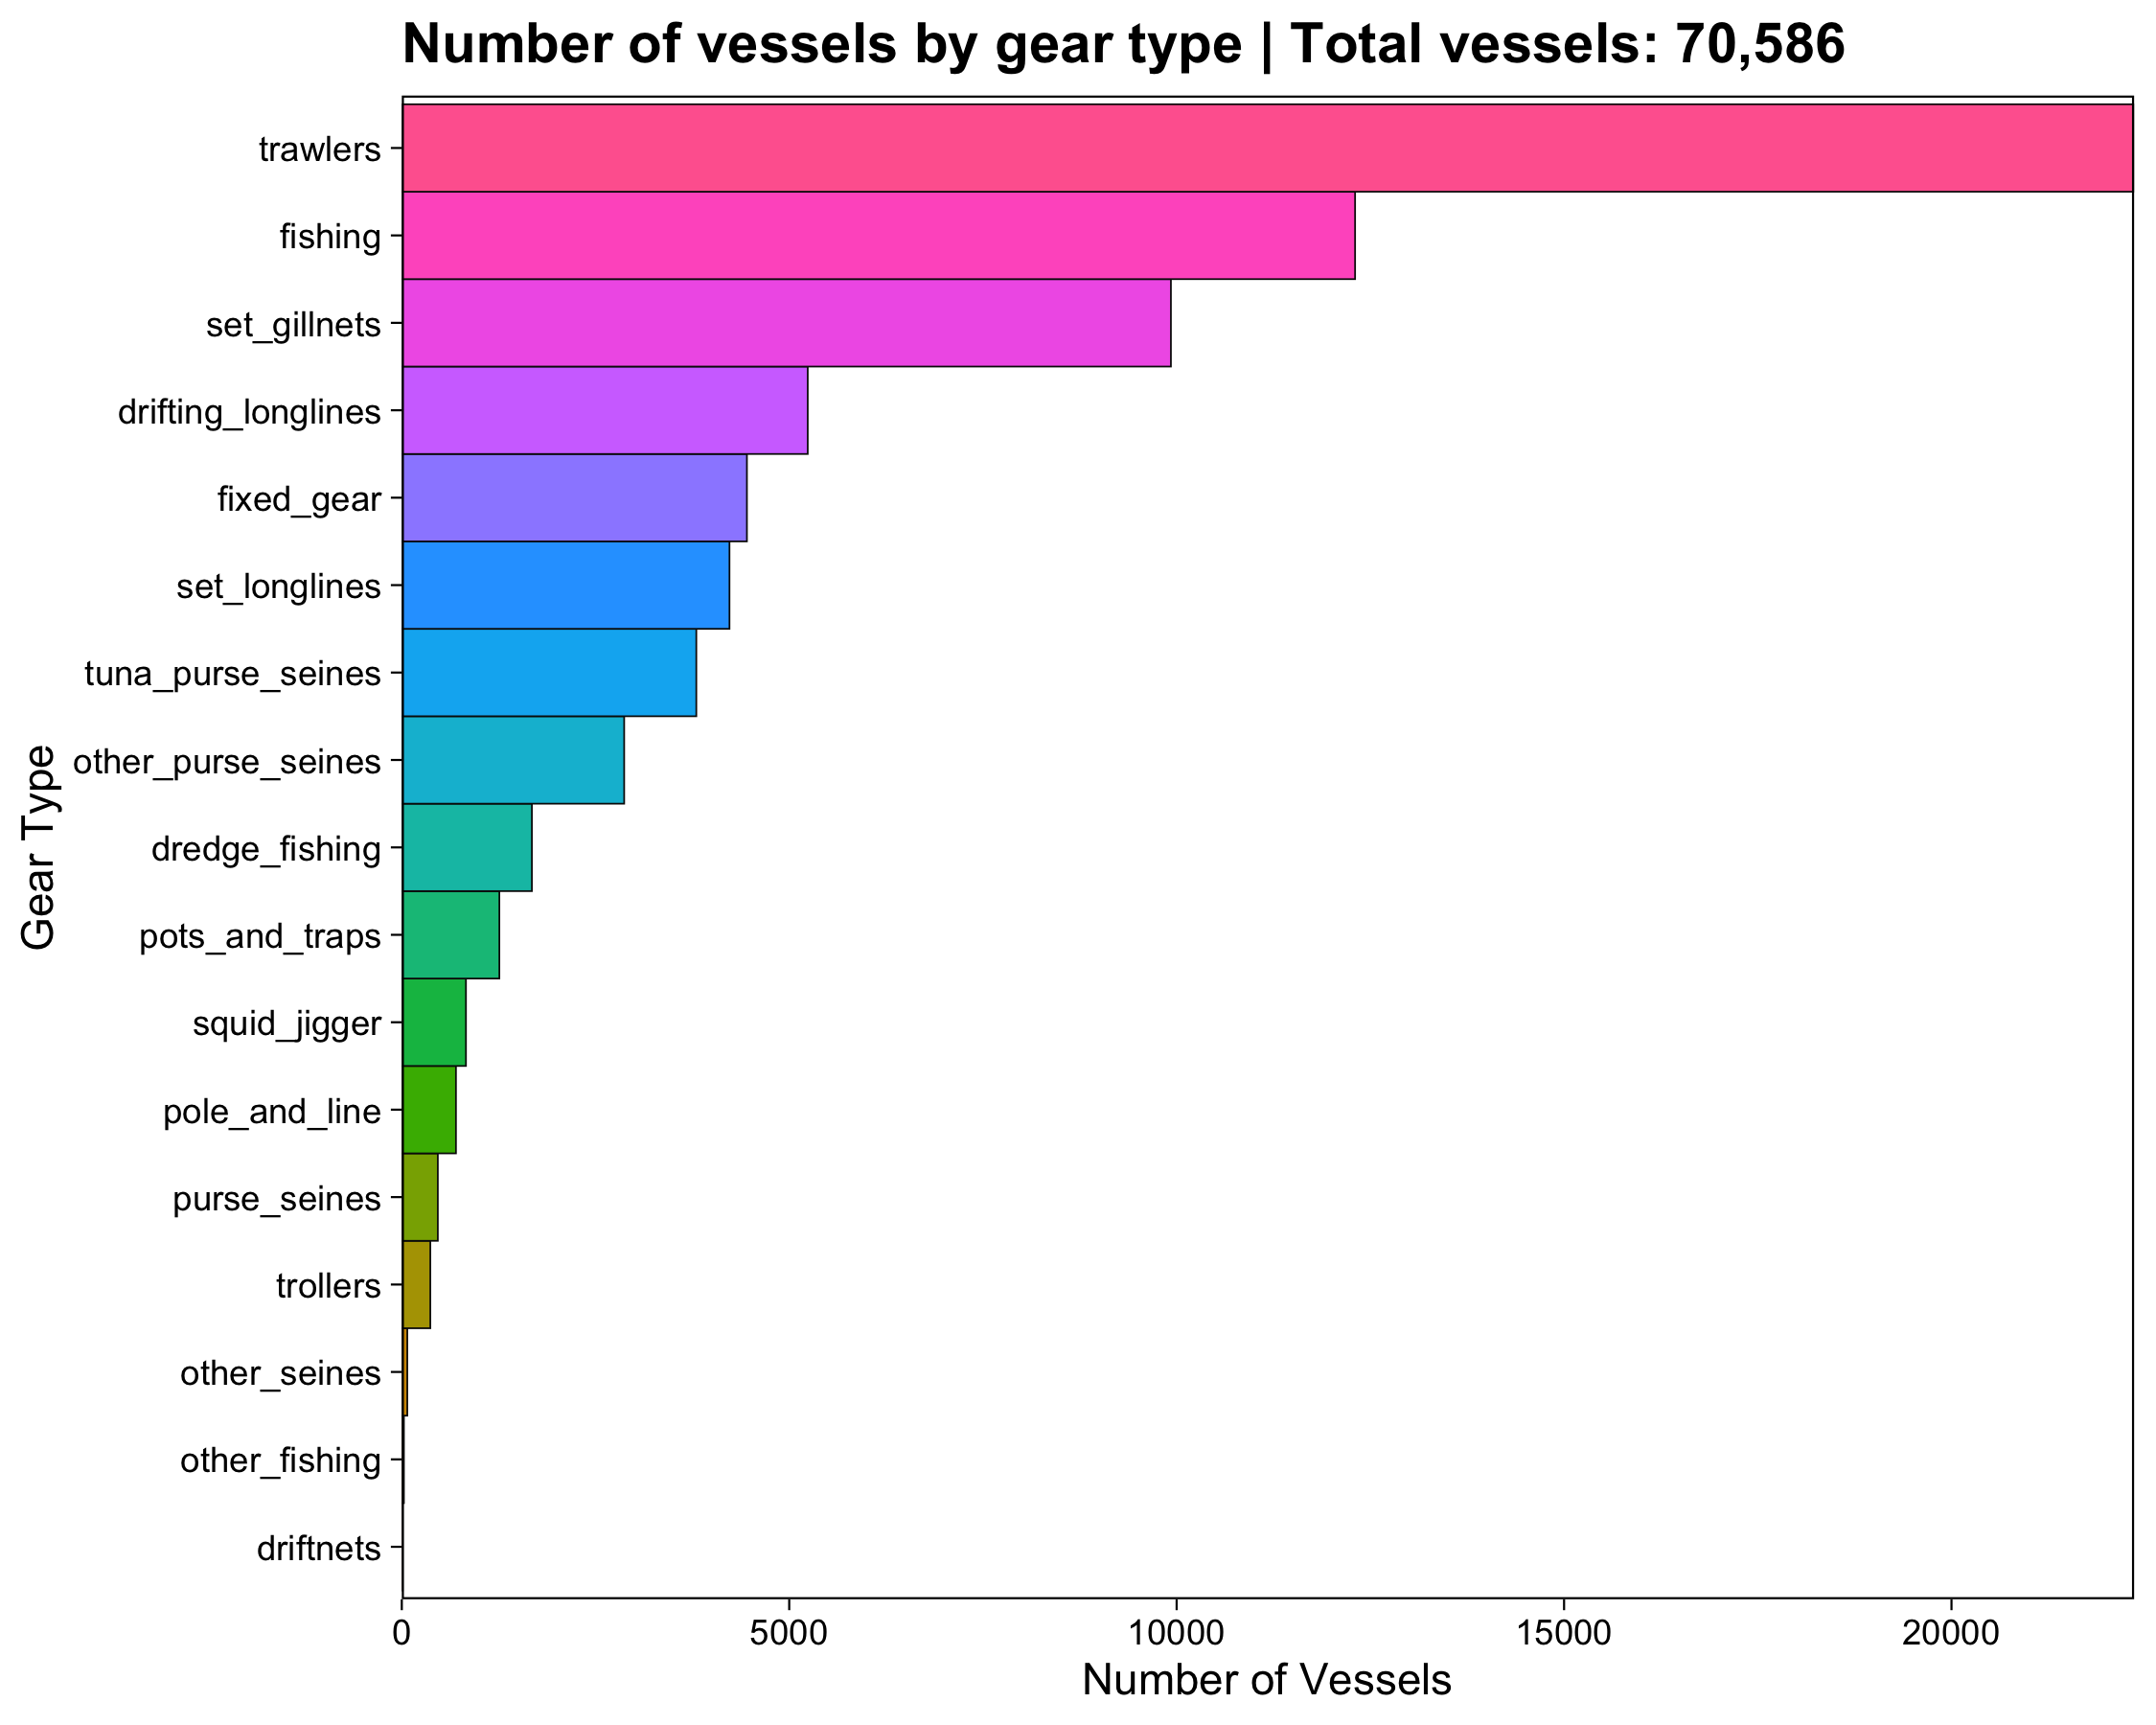 Number of vessels by gear type | Total vessels: 70,586
trawlers
fishing
set_gillnets
drifting_longlines
fixed_gear
set_longlines
tuna_purse_seines
other_purse_seines
dredge_fishing
pots_and_traps
squid_jigger
pole_and_line
purse_seines
trollers
other_seines
other_fishing
driftnets
Gear Type
0 5000 10000 15000 20000
Number of Vessels